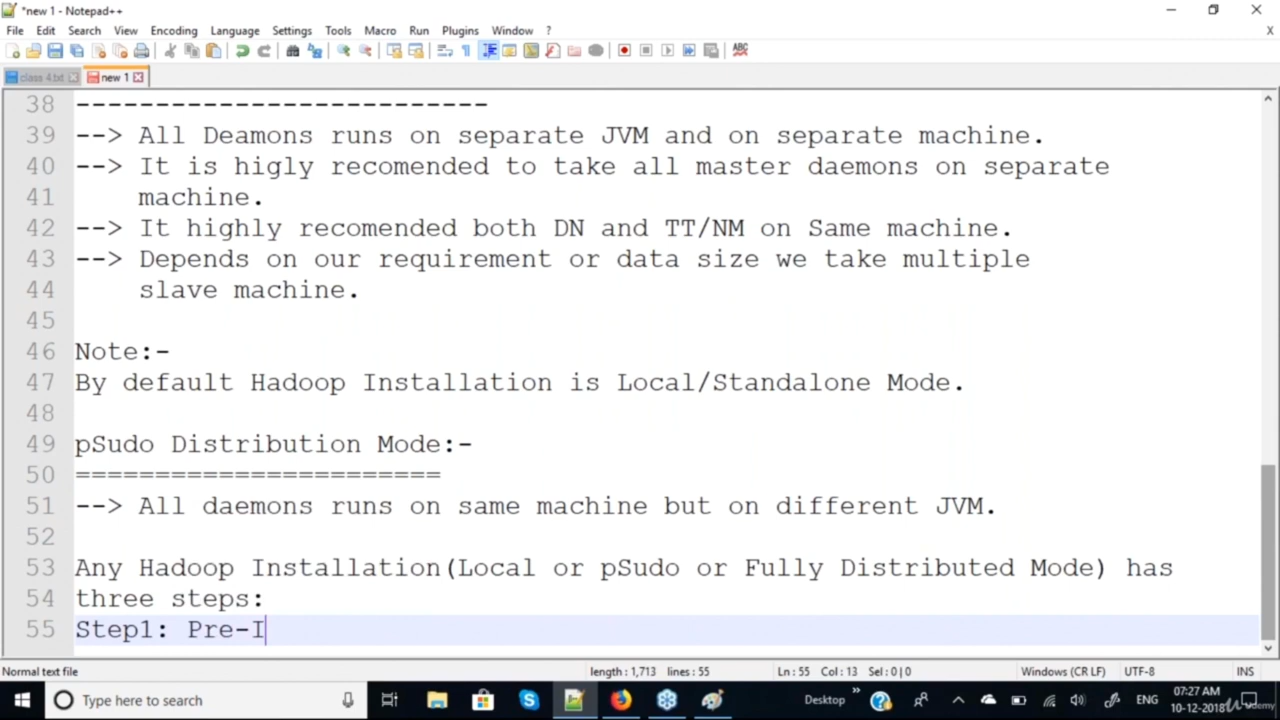 *new 1 - Notepad++
File Edit Search View Encoding Language Settings Tools Macro Run Plugins Window ? X
class 4.txt new 1
38 --------------------------
39 --> All Deamons runs on separate JVM and on separate machine.
40 --> It is higly recomended to take all master daemons on separate
41 machine.
42 --> It highly recomended both DN and TT/NM on Same machine.
43 --> Depends on our requirement or data size we take multiple
44 slave machine.
45
46 Note:-
47 By default Hadoop Installation is Local/Standalone Mode.
48
49 pSudo Distribution Mode:-
50 =======================
51 --> All daemons runs on same machine but on different JVM.
52
53 Any Hadoop Installation(Local or pSudo or Fully Distributed Mode) has
54 three steps:
55 Step1: Pre-I
Normal text file length : 1,713 lines : 55 Ln : 55 Col : 13 Sel : 0 | 0 Windows (CR LF) UTF-8 INS
Type here to search Desktop ENG 07:27 AM
10-12-2018 Udemy